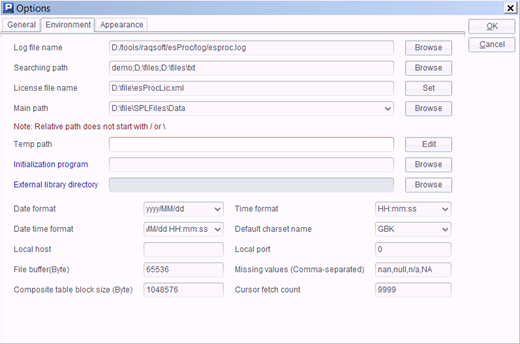 P Options
General Environment Appearance
OK
Cancel
Log file name D:/tools/raqsoft/esProc/log/esproc.log Browse
Searching path demo;D:\files;D:\files\txt Browse
License file name D:\file\esProcLic.xml Set
Main path D:\file\SPLFiles\Data Browse
Note: Relative path does not start with / or \
Temp path Edit
Initialization program Browse
External library directory Browse
Date format yyyy/MM/dd Time format HH:mm:ss
Date time format MM/dd HH:mm:ss Default charset name GBK
Local host Local port 0
File buffer(Byte) 65536 Missing values (Comma-separated) nan,null,n/a,NA
Composite table block size (Byte) 1048576 Cursor fetch count 9999